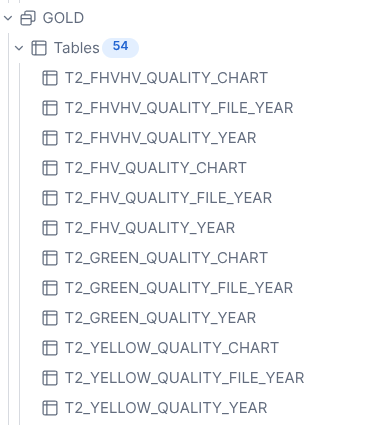 GOLD
Tables 54
T2_FHVHV_QUALITY_CHART
T2_FHVHV_QUALITY_FILE_YEAR
T2_FHVHV_QUALITY_YEAR
T2_FHV_QUALITY_CHART
T2_FHV_QUALITY_FILE_YEAR
T2_FHV_QUALITY_YEAR
T2_GREEN_QUALITY_CHART
T2_GREEN_QUALITY_FILE_YEAR
T2_GREEN_QUALITY_YEAR
T2_YELLOW_QUALITY_CHART
T2_YELLOW_QUALITY_FILE_YEAR
T2_YELLOW_QUALITY_YEAR